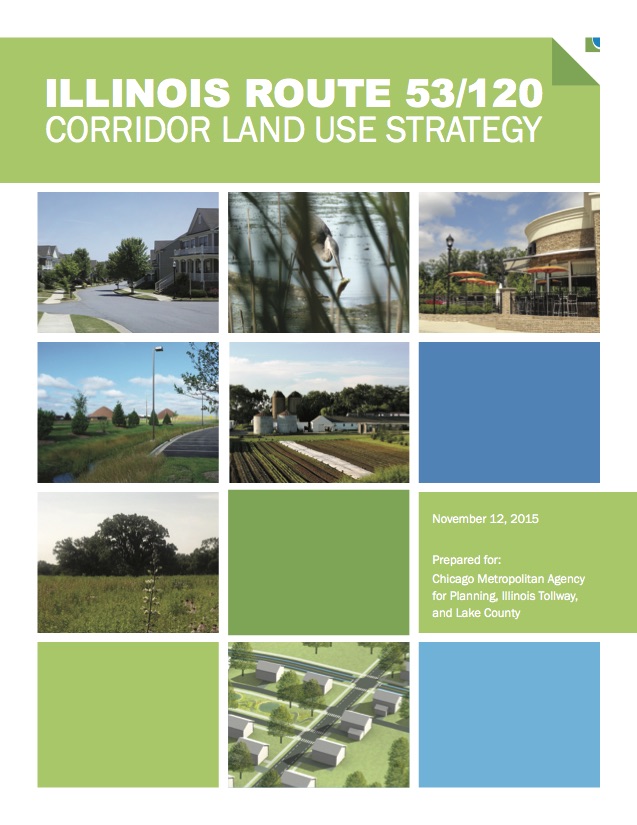 ILLINOIS ROUTE 53/120
CORRIDOR LAND USE STRATEGY
November 12, 2015
Prepared for:
Chicago Metropolitan Agency
for Planning, Illinois Tollway,
and Lake County